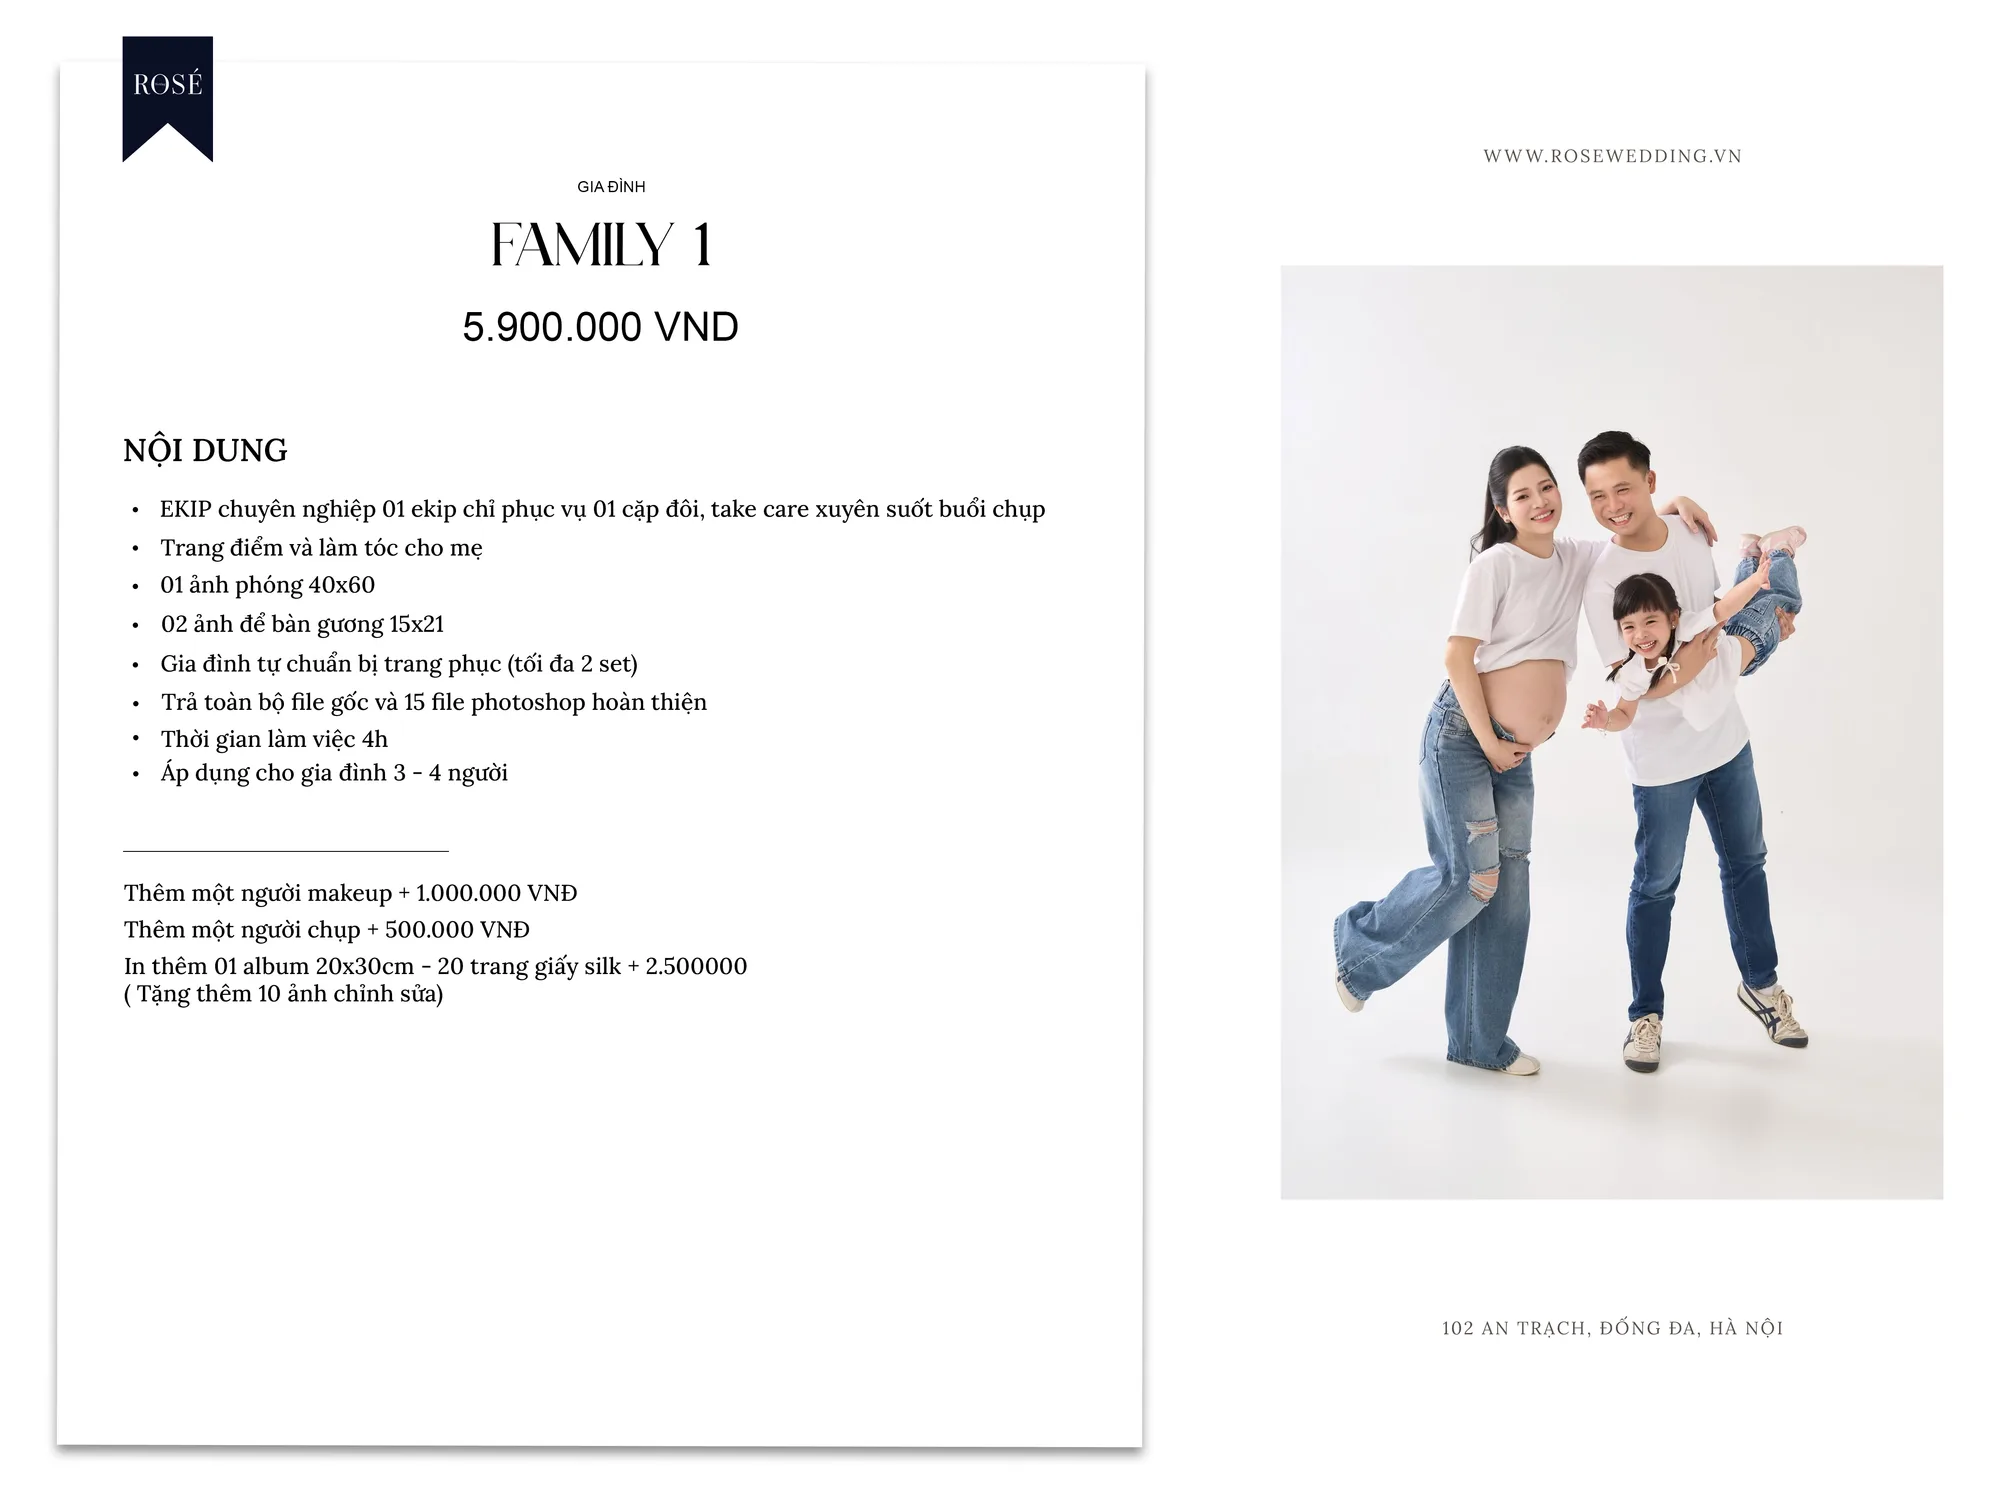 ROSÉ
GIA ĐÌNH
FAMILY 1
5.900.000 VND
NỘI DUNG
• EKIP chuyên nghiệp 01 ekip chỉ phục vụ 01 cặp đôi, take care xuyên suốt buổi chụp
• Trang điểm và làm tóc cho mẹ
• 01 ảnh phóng 40x60
• 02 ảnh để bàn gương 15x21
• Gia đình tự chuẩn bị trang phục (tối đa 2 set)
• Trả toàn bộ file gốc và 15 file photoshop hoàn thiện
• Thời gian làm việc 4h
• Áp dụng cho gia đình 3 - 4 người
Thêm một người makeup + 1.000.000 VNĐ
Thêm một người chụp + 500.000 VNĐ
In thêm 01 album 20x30cm - 20 trang giấy silk + 2.500000
( Tặng thêm 10 ảnh chỉnh sửa)
WWW.ROSEWEDDING.VN
102 AN TRẠCH, ĐỐNG ĐA, HÀ NỘI